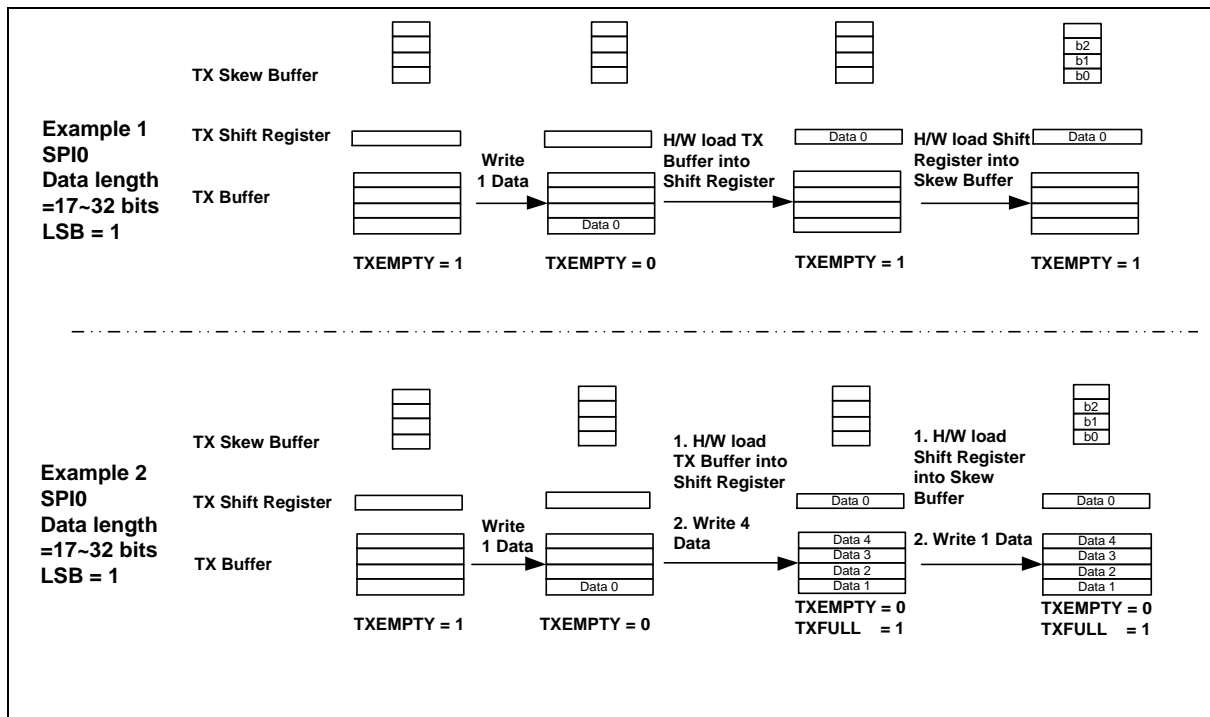 TX Skew Buffer
b2
b1
b0
Example 1
SPI0
Data length
=17~32 bits
LSB = 1
TX Shift Register
TX Buffer
Write
1 Data
Data 0
H/W load TX
Buffer into
Shift Register
Data 0
H/W load Shift
Register into
Skew Buffer
Data 0
TXEMPTY = 1
TXEMPTY = 0
TXEMPTY = 1
TXEMPTY = 1
TX Skew Buffer
b2
b1
b0
Example 2
SPI0
Data length
=17~32 bits
LSB = 1
TX Shift Register
TX Buffer
Write
1 Data
Data 0
1. H/W load
TX Buffer into
Shift Register
2. Write 4
Data
Data 0
Data 4
Data 3
Data 2
Data 1
1. H/W load
Shift Register
into Skew
Buffer
2. Write 1 Data
Data 0
Data 4
Data 3
Data 2
Data 1
TXEMPTY = 1
TXEMPTY = 0
TXEMPTY = 0
TXFULL = 1
TXEMPTY = 0
TXFULL = 1